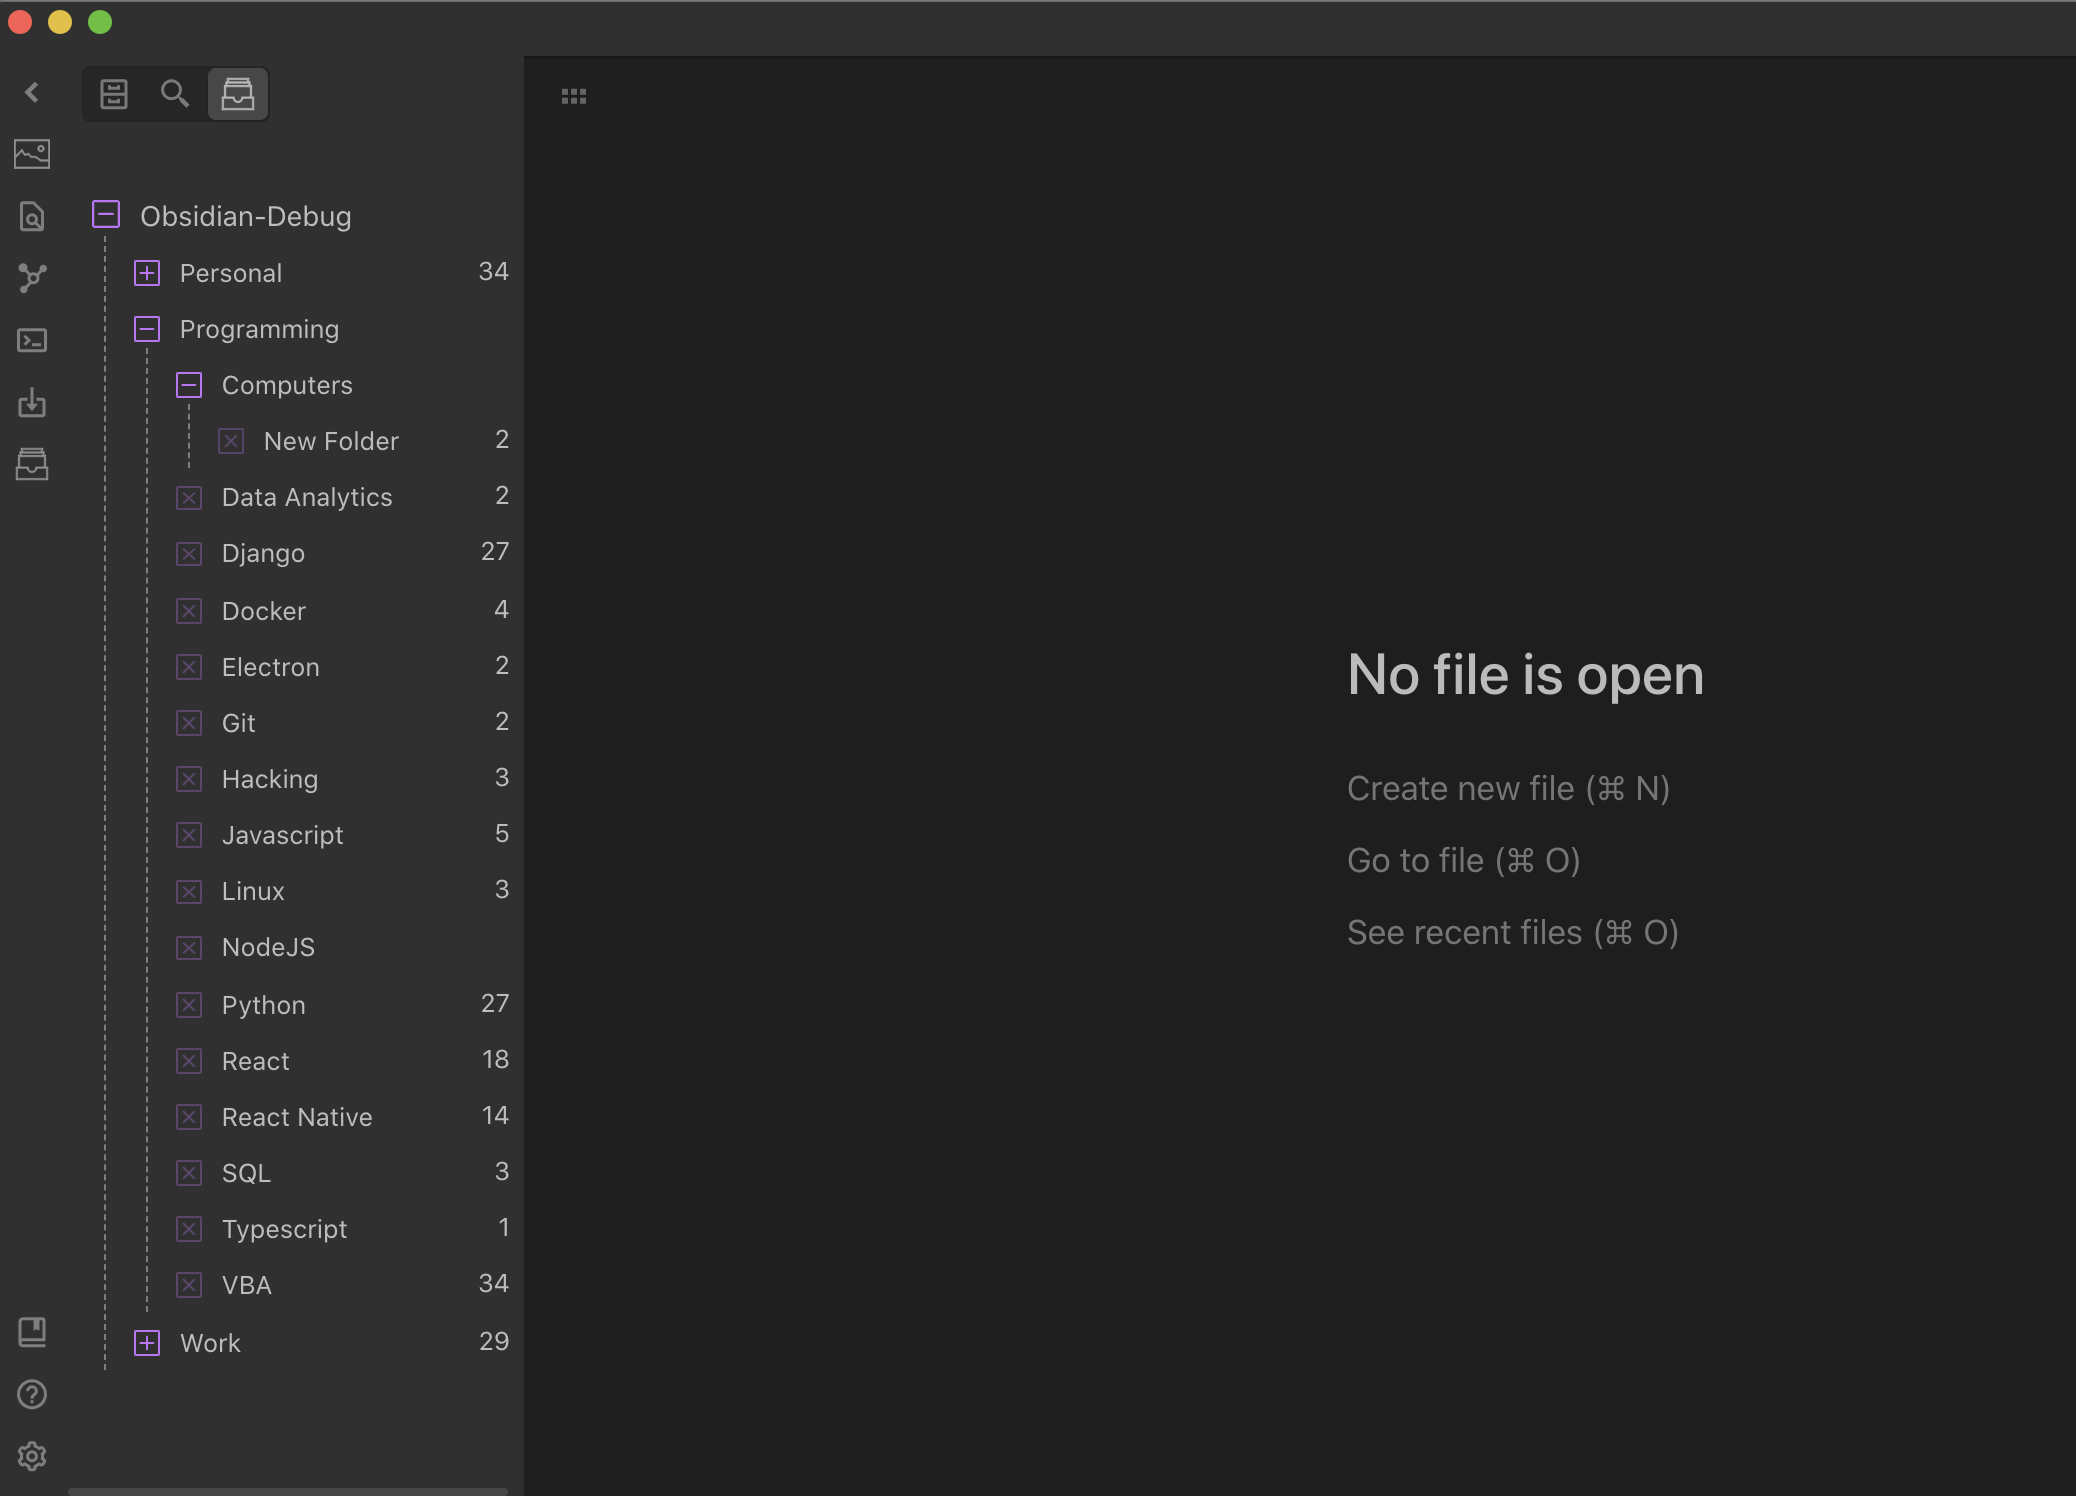 Obsidian-Debug
Personal 34
Programming
Computers
New Folder 2
Data Analytics 2
Django 27
Docker 4
Electron 2
Git 2
Hacking 3
Javascript 5
Linux 3
NodeJS
Python 27
React 18
React Native 14
SQL 3
Typescript 1
VBA 34
Work 29
No file is open
Create new file (⌘ N)
Go to file (⌘ O)
See recent files (⌘ O)